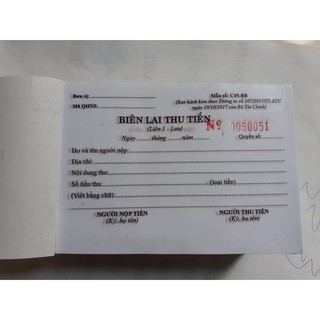 Đơn vị:
Mã QHNS:
Mẫu số: C45-BB
(Ban hành kèm theo Thông tư số 107/2017/TT-BTC
ngày 10/10/2017 của Bộ Tài Chính)
BIÊN LAI THU TIỀN
(Liên 1 : Lưu)
Nº 0050051
Ngày tháng năm
Quyển số:
Họ và tên người nộp:
Địa chỉ:
Nội dung thu:
Số tiền thu: (loại tiền)
(Viết bằng chữ):
NGƯỜI NỘP TIỀN
(Ký, họ tên)
NGƯỜI THU TIỀN
(Ký, họ tên)